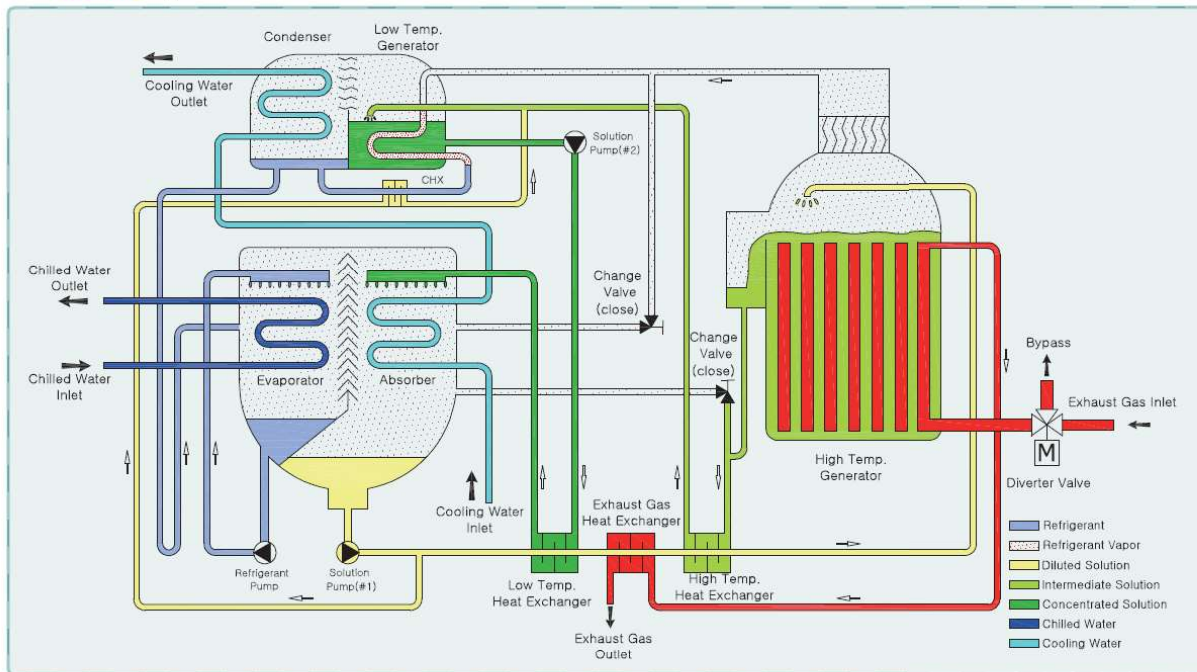 Condenser
Low Temp.
Generator
Cooling Water
Outlet
Solution
Pump(#2)
CHX
Chilled Water
Outlet
Change
Valve
(close)
Change
Valve
(close)
Bypass
Evaporator
Absorber
Chilled Water
Inlet
Exhaust Gas Inlet
M
High Temp.
Generator
Diverter Valve
Cooling Water
Inlet
Exhaust Gas
Heat Exchanger
Refrigerant
Pump
Solution
Pump(#1)
Low Temp.
Heat Exchanger
High Temp.
Heat Exchanger
Exhaust Gas
Outlet
Refrigerant
Refrigerant Vapor
Diluted Solution
Intermediate Solution
Concentrated Solution
Chilled Water
Cooling Water